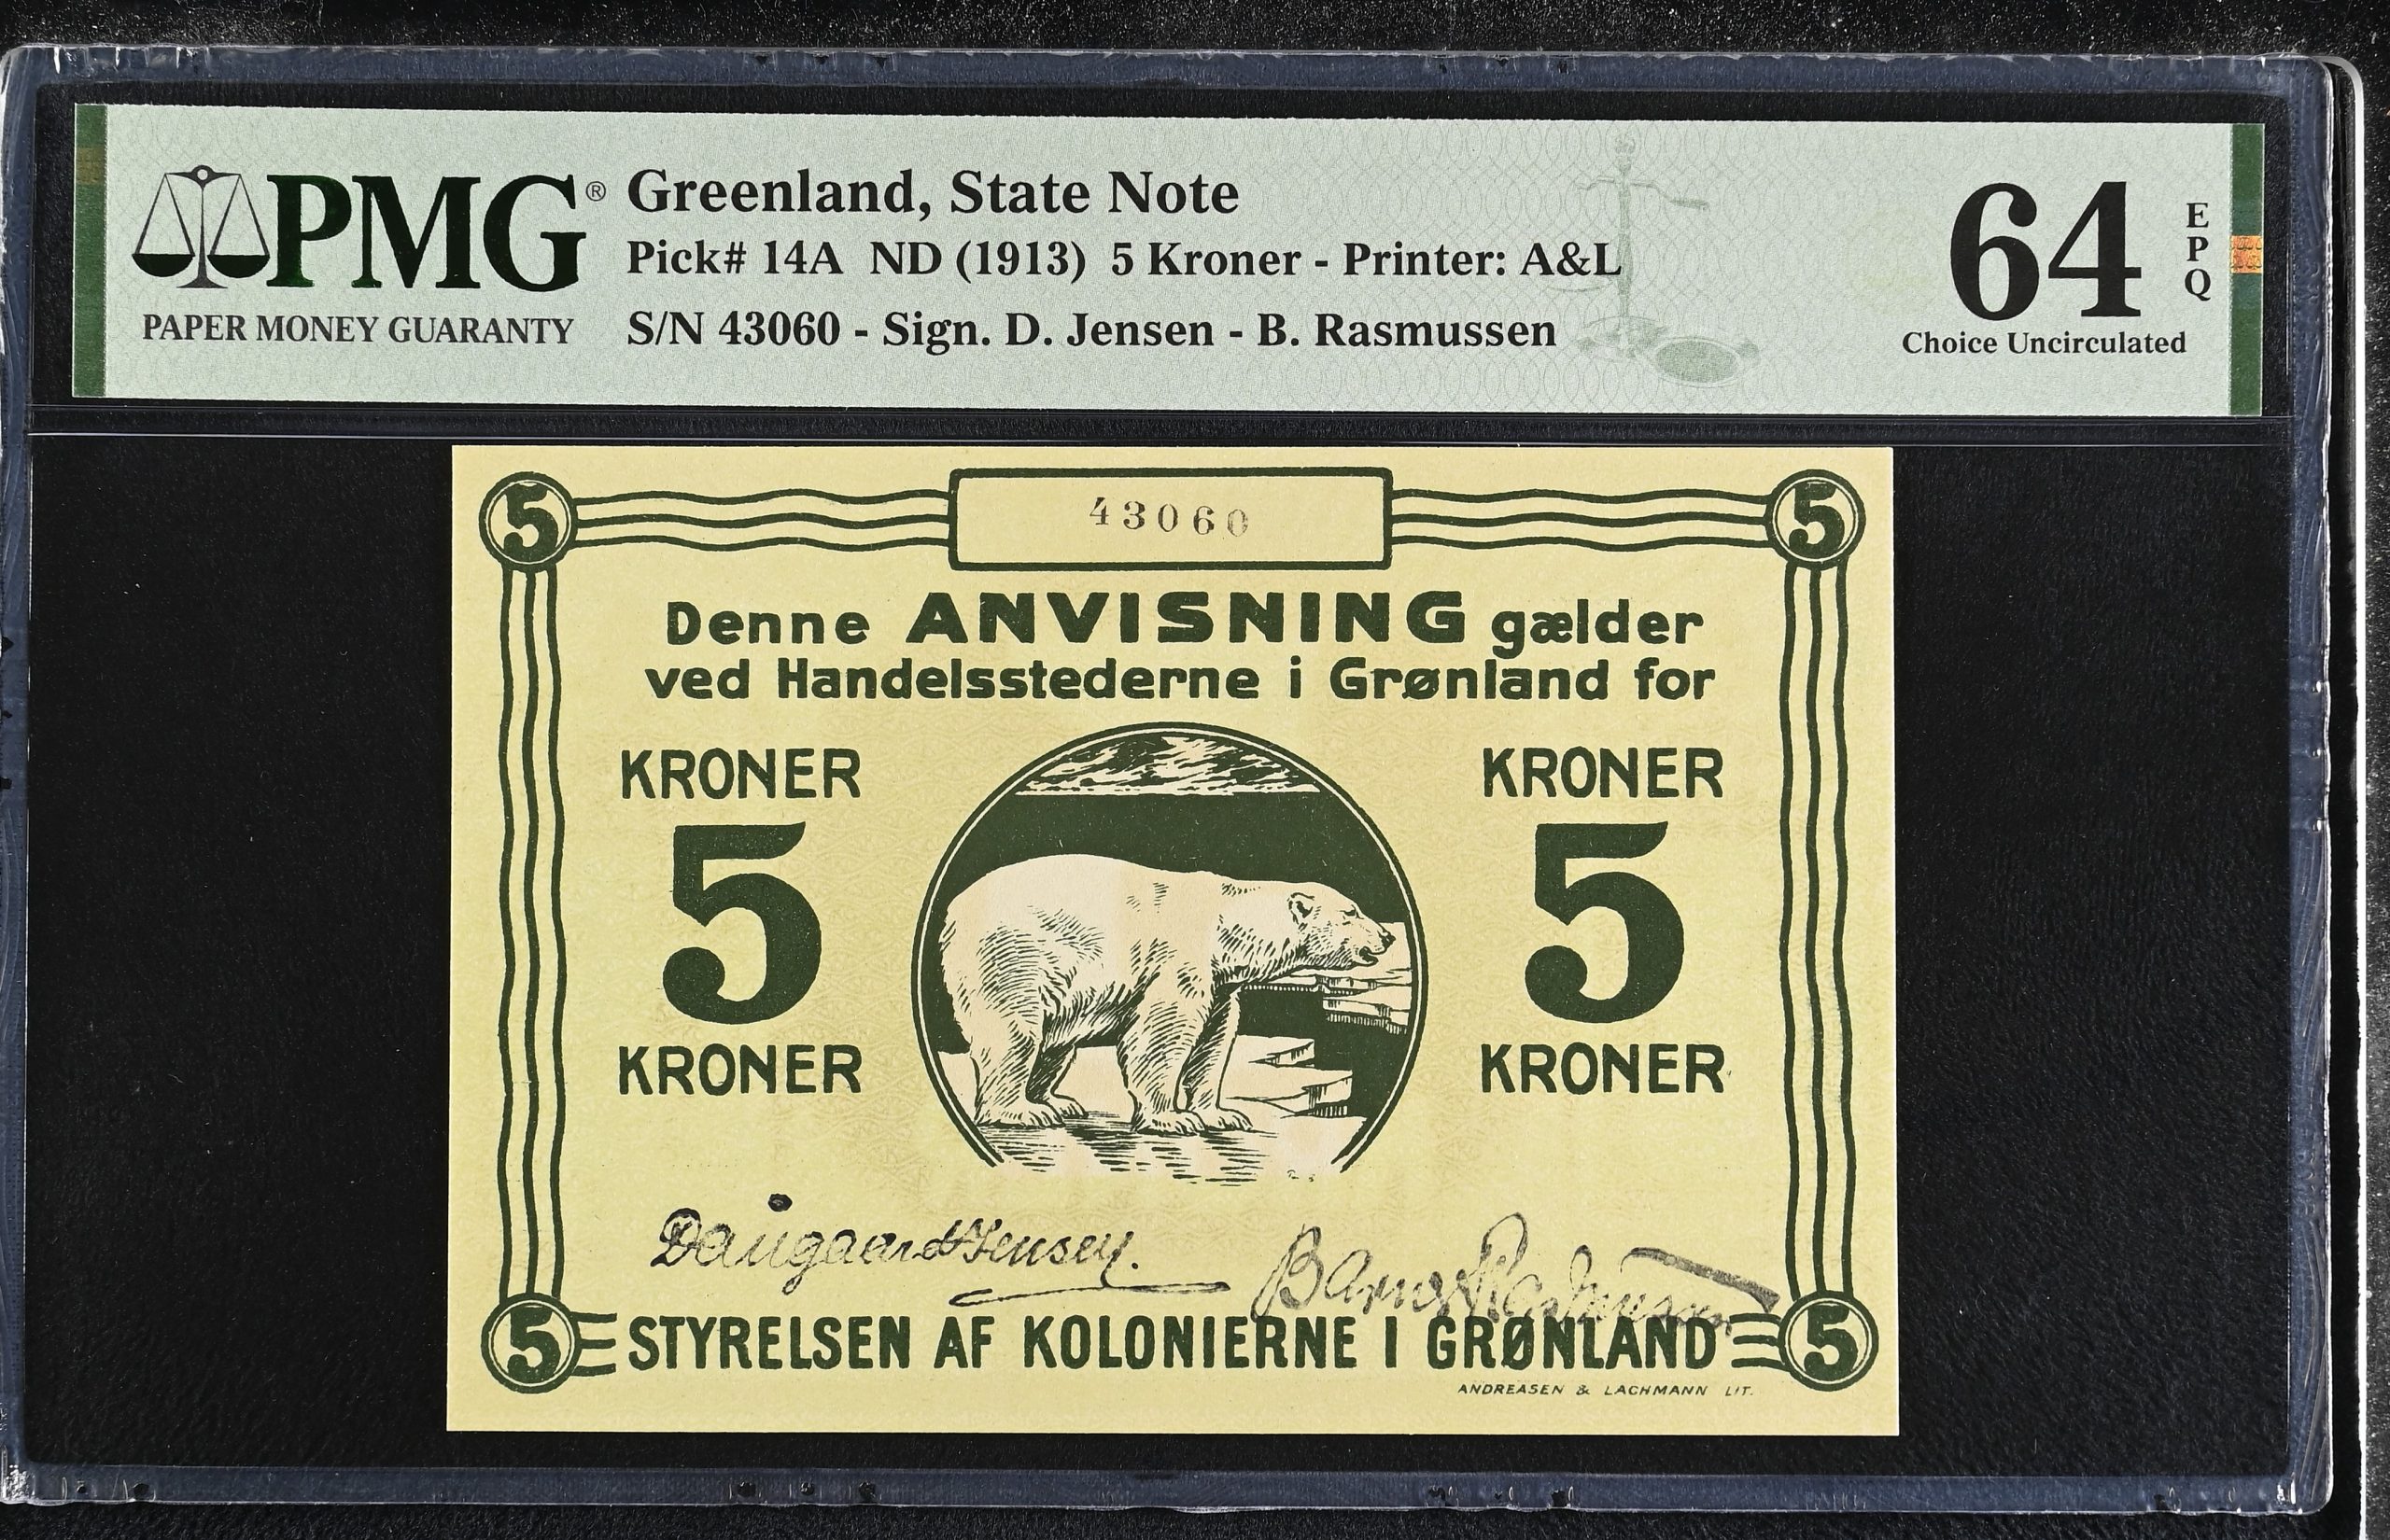 PMG®
PAPER MONEY GUARANTY
Greenland, State Note
Pick# 14A ND (1913) 5 Kroner - Printer: A&L
S/N 43060 - Sign. D. Jensen - B. Rasmussen
64
EPQ
Choice Uncirculated
5
43060
5
Denne ANVISNING gælder
ved Handelsstederne i Grønland for
KRONER
5
KRONER
KRONER
5
KRONER
Daugaard Jensen.
5
STYRELSEN AF KOLONIERNE I GRØNLAND
5
ANDREASEN & LACHMANN LIT.